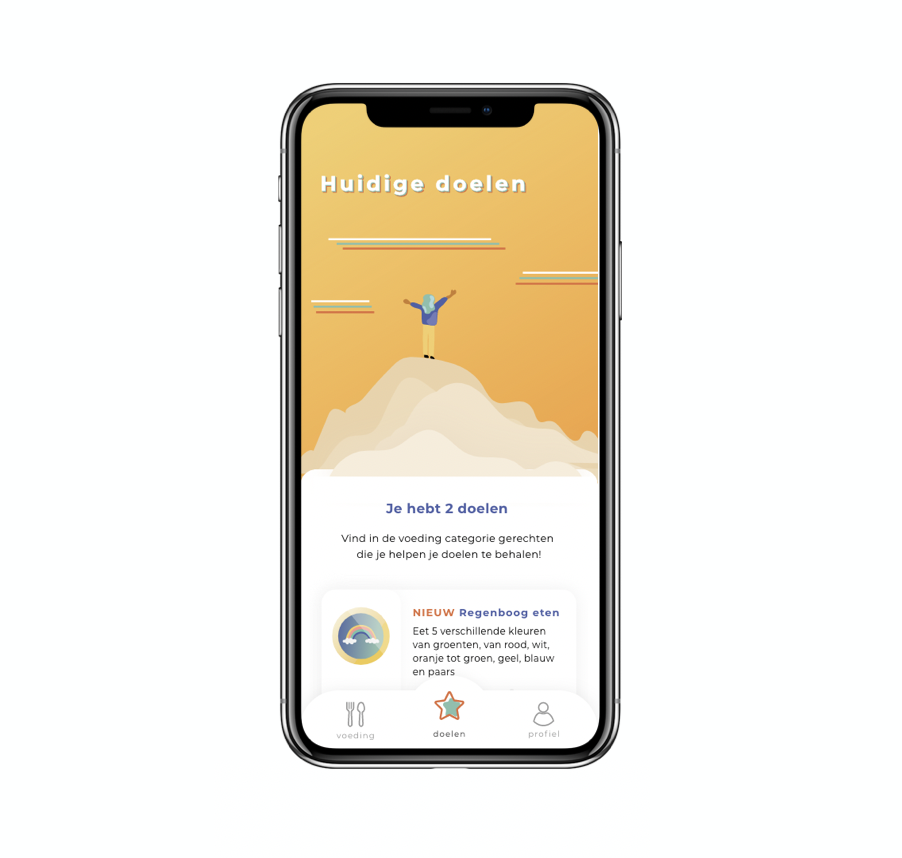 Huidige doelen
Je hebt 2 doelen
Vind in de voeding categorie gerechten
die je helpen je doelen te behalen!
NIEUW Regenboog eten
Eet 5 verschillende kleuren
van groenten, van rood, wit,
oranje tot groen, geel, blauw
en paars
voeding
doelen
profiel